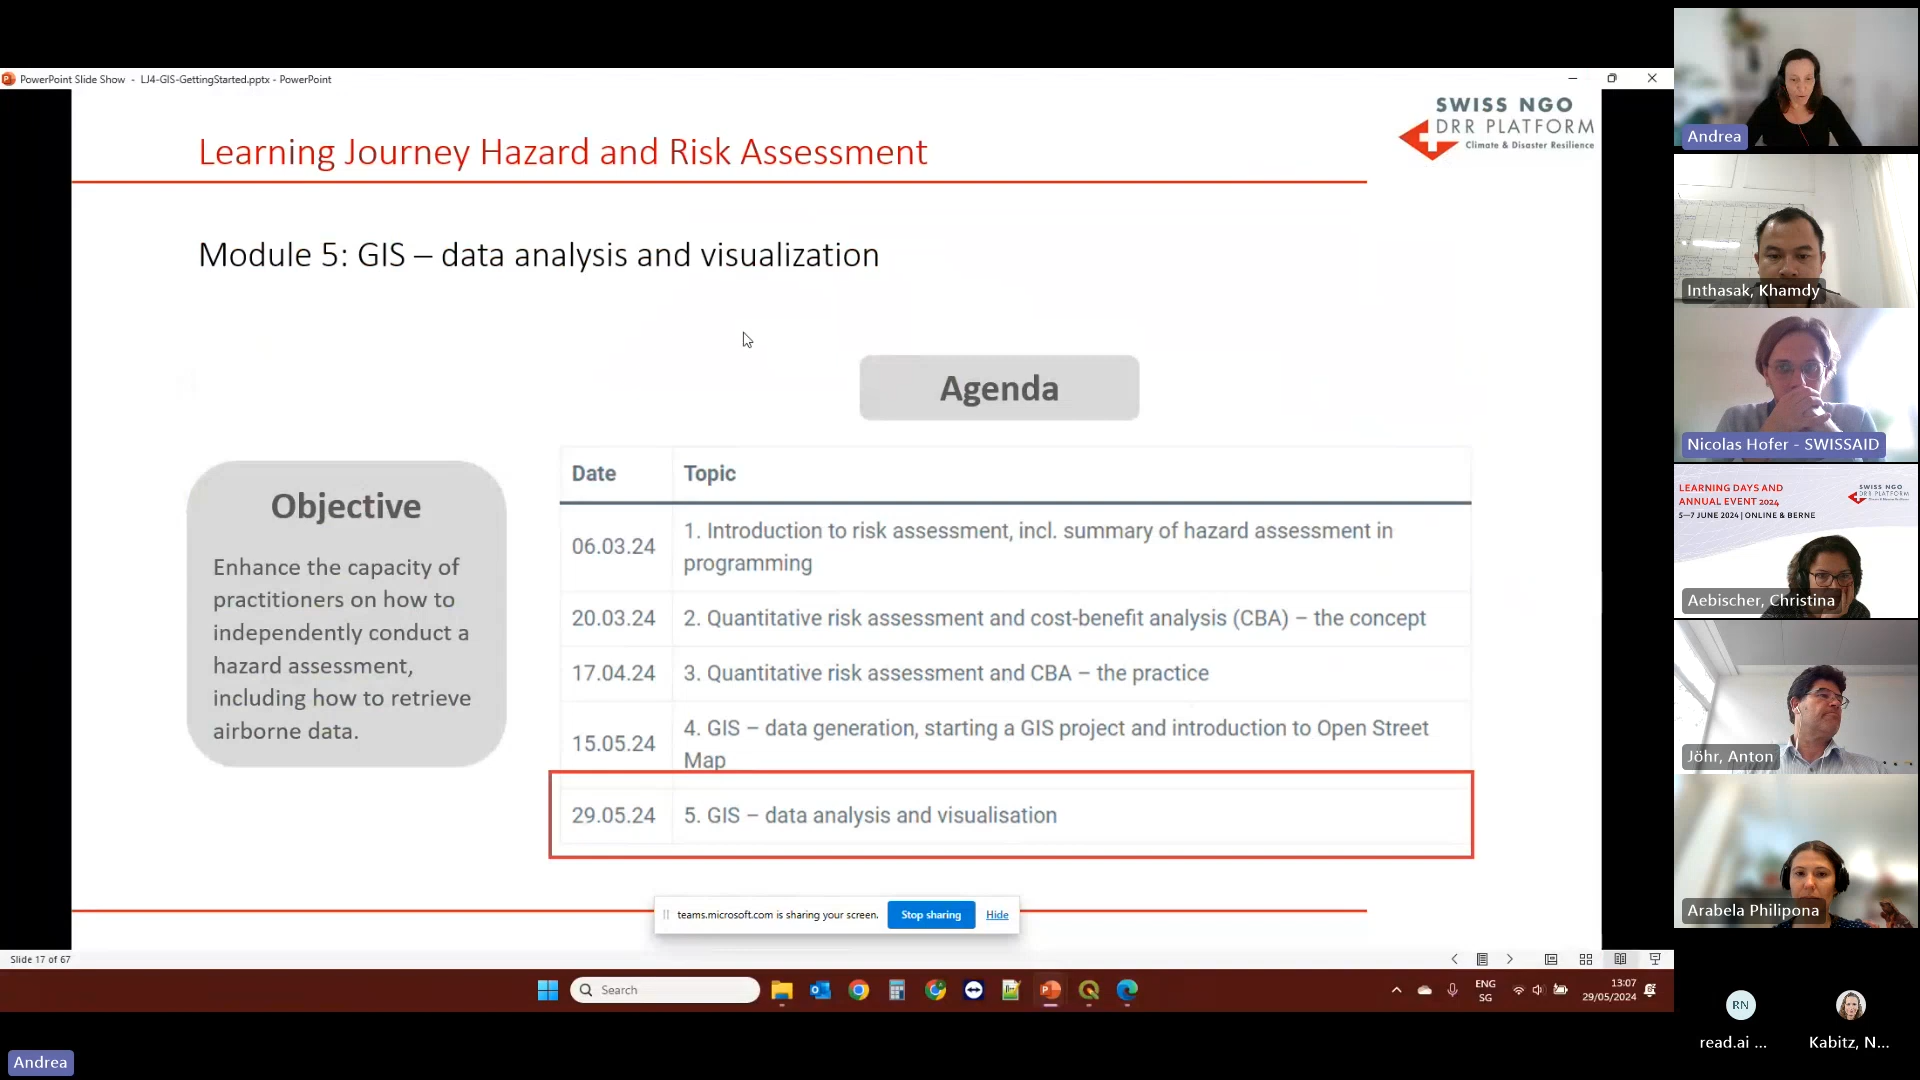 PowerPoint Slide Show - LJ4-GIS-GettingStarted.pptx - PowerPoint
SWISS NGO
DRR PLATFORM
Climate & Disaster Resilience
Learning Journey Hazard and Risk Assessment
Module 5: GIS – data analysis and visualization
Agenda
Objective
Enhance the capacity of
practitioners on how to
independently conduct a
hazard assessment,
including how to retrieve
airborne data.
Date Topic
06.03.24 1. Introduction to risk assessment, incl. summary of hazard assessment in
programming
20.03.24 2. Quantitative risk assessment and cost-benefit analysis (CBA) – the concept
17.04.24 3. Quantitative risk assessment and CBA – the practice
15.05.24 4. GIS – data generation, starting a GIS project and introduction to Open Street
Map
29.05.24 5. GIS – data analysis and visualisation
teams.microsoft.com is sharing your screen. Stop sharing Hide
Slide 17 of 67
Search
ENG
SG
13:07
29/05/2024
Andrea
Andrea
Inthasak, Khamdy
Nicolas Hofer - SWISSAID
LEARNING DAYS AND
ANNUAL EVENT 2024
5—7 JUNE 2024 | ONLINE & BERNE
SWISS NGO
DRR PLATFORM
Aebischer, Christina
Jöhr, Anton
Arabela Philipona
RN
read.ai ...
Kabitz, N...